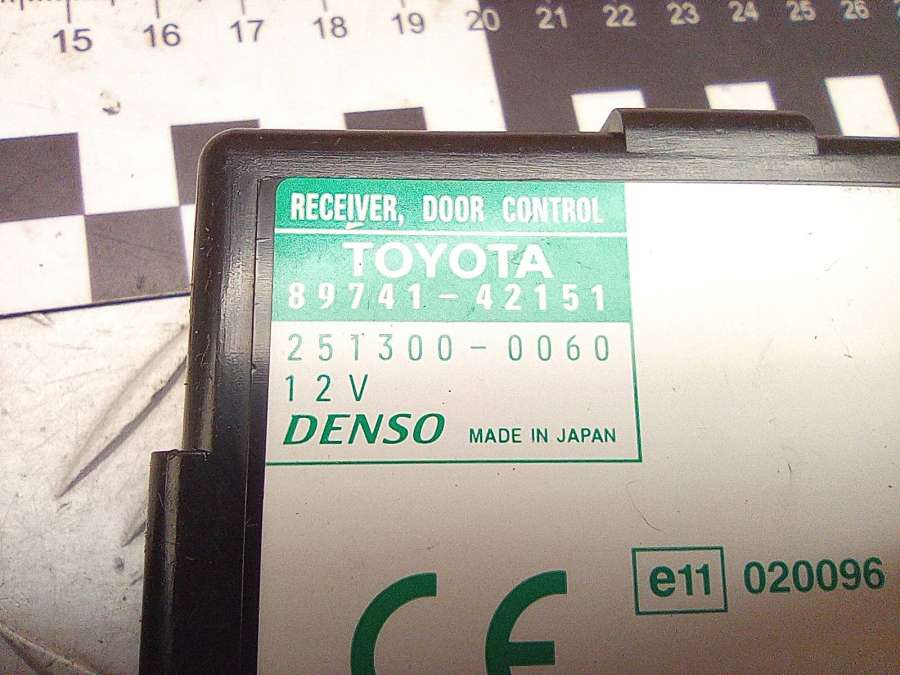 15 16 17 18 19 20 21 22 23 24 25 26
RECEIVER, DOOR CONTROL
TOYOTA
89741-42151
251300-0060
12V
DENSO MADE IN JAPAN
e11 020096
CE